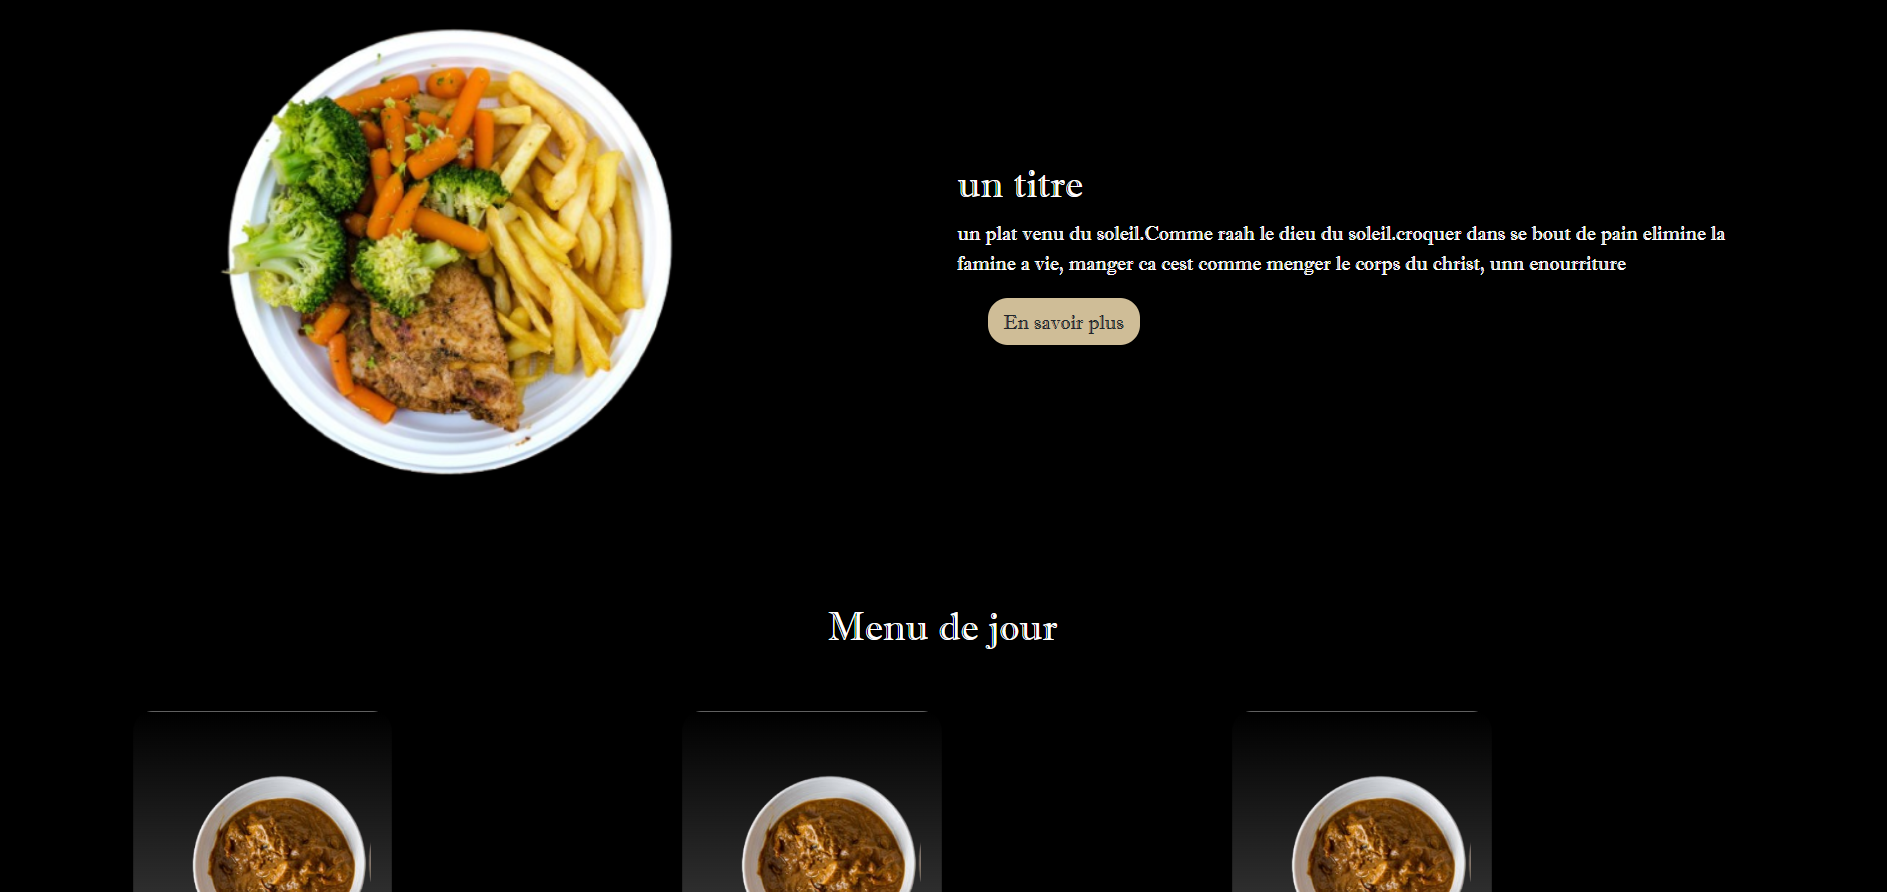 un titre
un plat venu du soleil.Comme raah le dieu du soleil.croquer dans se bout de pain elimine la
famine a vie, manger ca cest comme menger le corps du christ, unn enourriture
En savoir plus
Menu de jour